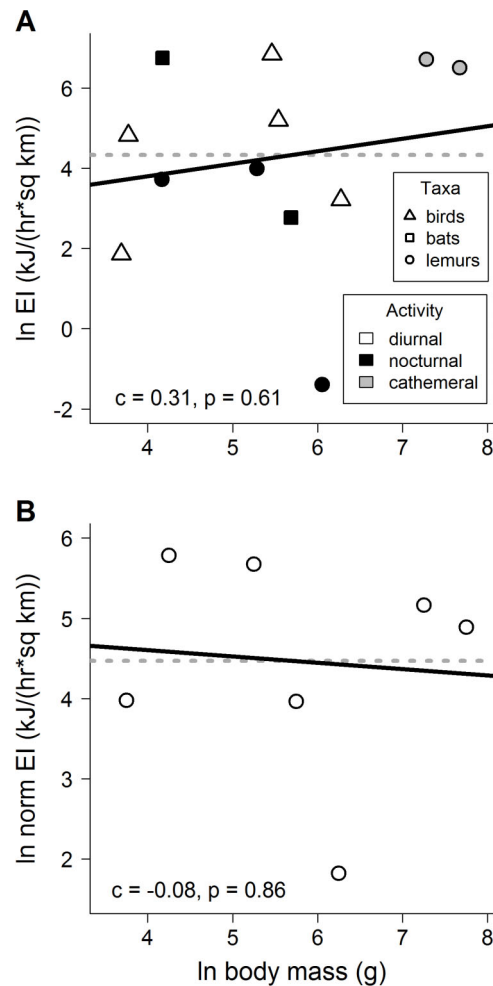 A
ln EI (kJ/(hr*sq km))
6
4
2
0
-2
Taxa
birds
bats
lemurs
Activity
diurnal
nocturnal
cathemeral
c = 0.31, p = 0.61
4
5
6
7
8
B
ln norm EI (kJ/(hr*sq km))
6
5
4
3
2
c = -0.08, p = 0.86
4
5
6
7
8
ln body mass (g)